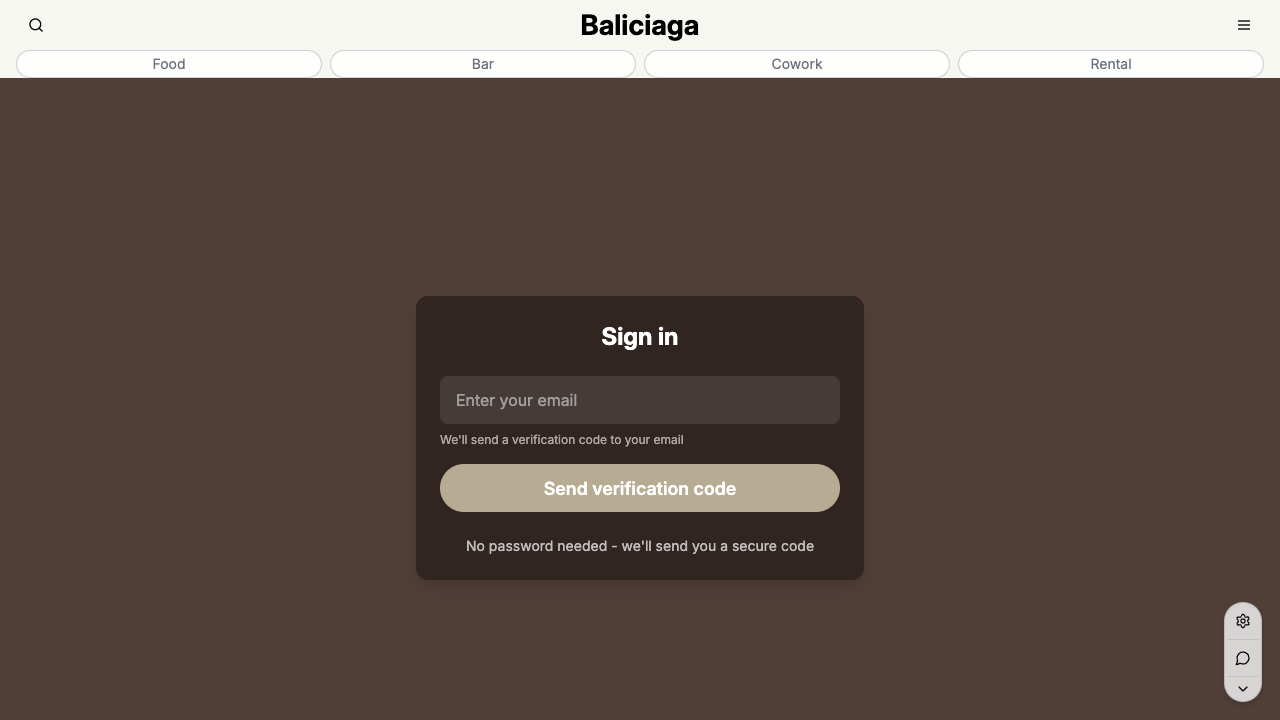 Baliciaga
Food
Bar
Cowork
Rental
Sign in
Enter your email
We'll send a verification code to your email
Send verification code
No password needed - we'll send you a secure code